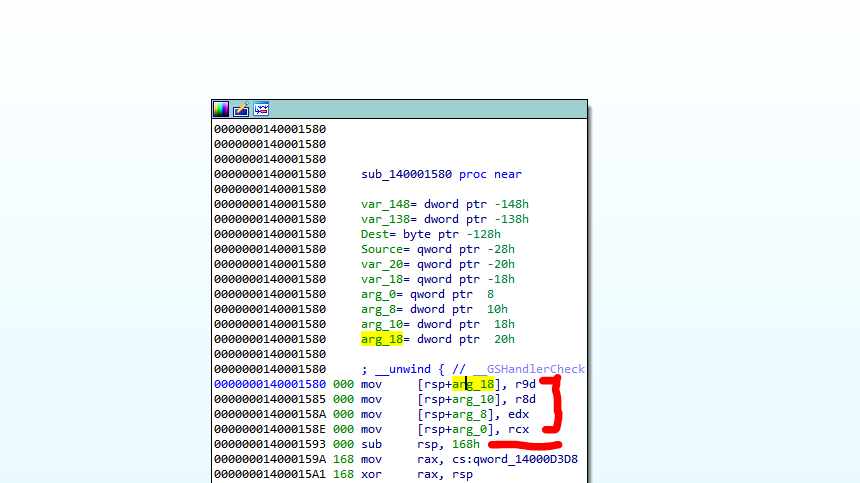 0000000140001580
0000000140001580
0000000140001580
0000000140001580 sub_140001580 proc near
0000000140001580
0000000140001580 var_148= dword ptr -148h
0000000140001580 var_138= dword ptr -138h
0000000140001580 Dest= byte ptr -128h
0000000140001580 Source= qword ptr -28h
0000000140001580 var_20= qword ptr -20h
0000000140001580 var_18= qword ptr -18h
0000000140001580 arg_0= qword ptr 8
0000000140001580 arg_8= dword ptr 10h
0000000140001580 arg_10= dword ptr 18h
0000000140001580 arg_18= dword ptr 20h
0000000140001580
0000000140001580 ; __unwind { // __GSHandlerCheck
0000000140001580 000 mov [rsp+arg_18], r9d
0000000140001585 000 mov [rsp+arg_10], r8d
000000014000158A 000 mov [rsp+arg_8], edx
000000014000158E 000 mov [rsp+arg_0], rcx
0000000140001593 000 sub rsp, 168h
000000014000159A 168 mov rax, cs:qword_14000D3D8
00000001400015A1 168 xor rax, rsp